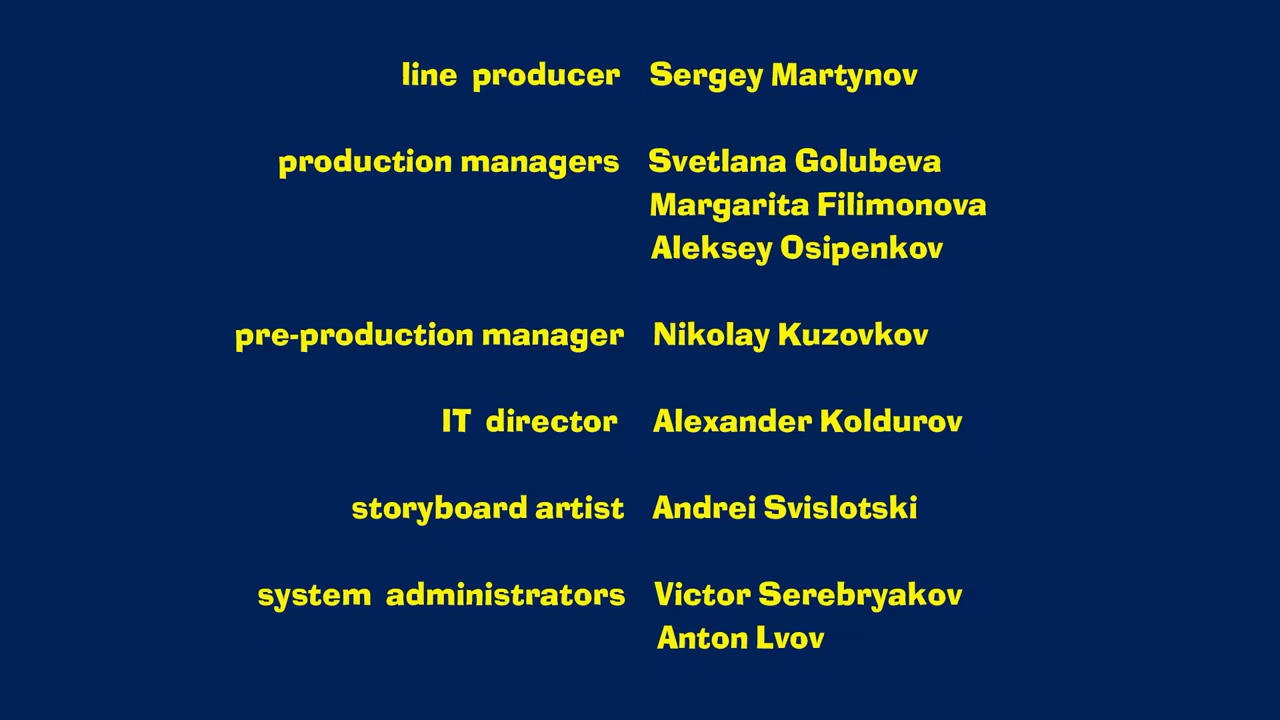 line producer Sergey Martynov
production managers Svetlana Golubeva
Margarita Filimonova
Aleksey Osipenkov
pre-production manager Nikolay Kuzovkov
IT director Alexander Koldurov
storyboard artist Andrei Svislotski
system administrators Victor Serebryakov
Anton Lvov